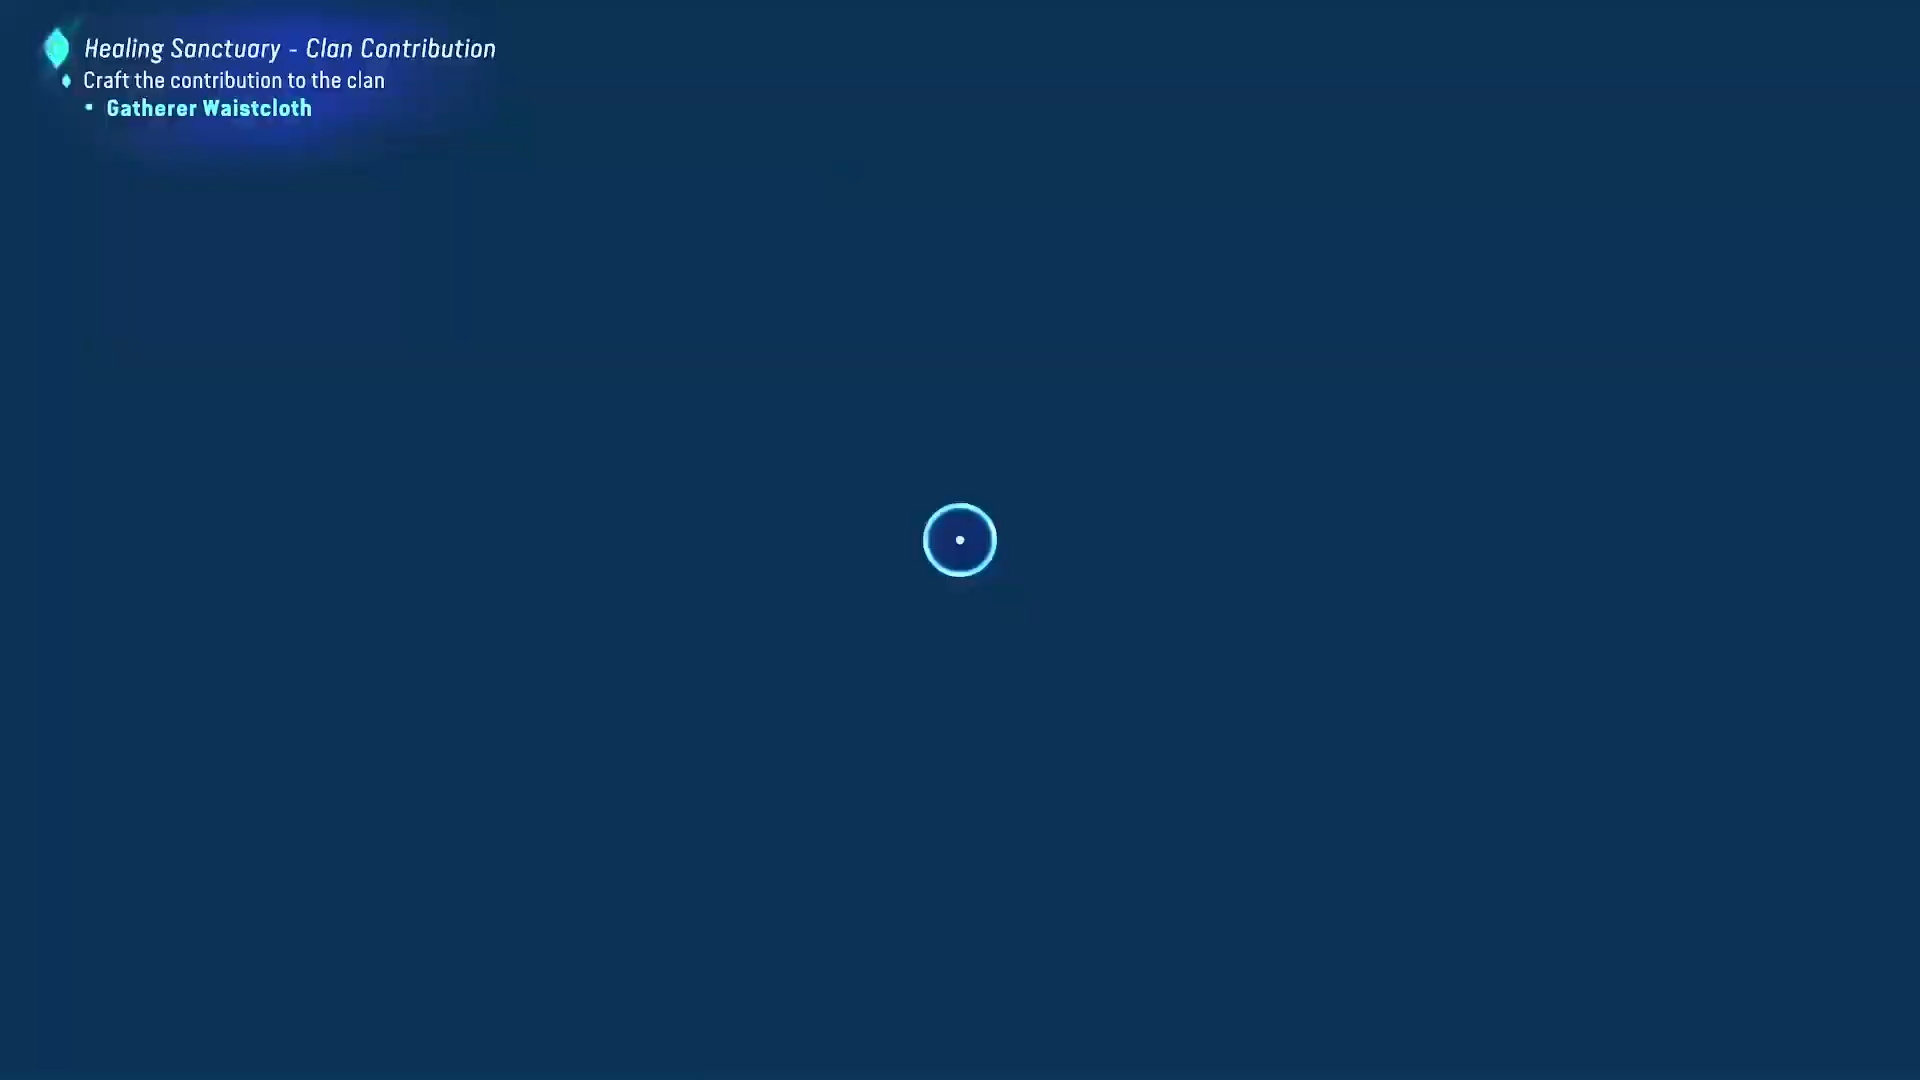 Healing Sanctuary - Clan Contribution
Craft the contribution to the clan
Gatherer Waistcloth